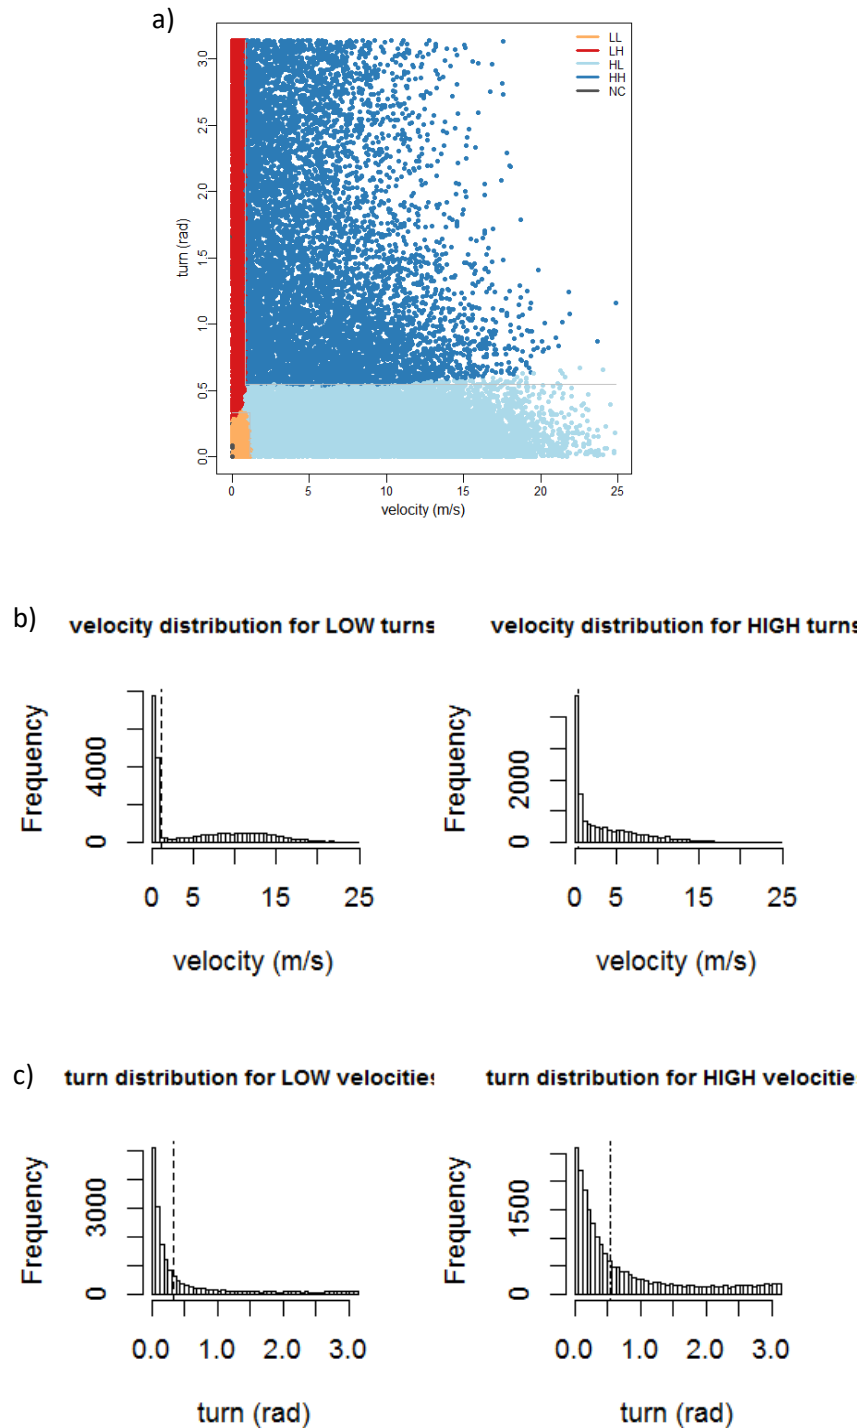 a)
LL
LH
HL
HH
NC
turn (rad)
0.0 0.5 1.0 1.5 2.0 2.5 3.0
0 5 10 15 20 25
velocity (m/s)
b)
velocity distribution for LOW turns
Frequency
0 4000
0 5 15 25
velocity (m/s)
velocity distribution for HIGH turns
Frequency
0 2000
0 5 15 25
velocity (m/s)
c)
turn distribution for LOW velocities
Frequency
0 3000
0.0 1.0 2.0 3.0
turn (rad)
turn distribution for HIGH velocitie
Frequency
0 1500
0.0 1.0 2.0 3.0
turn (rad)